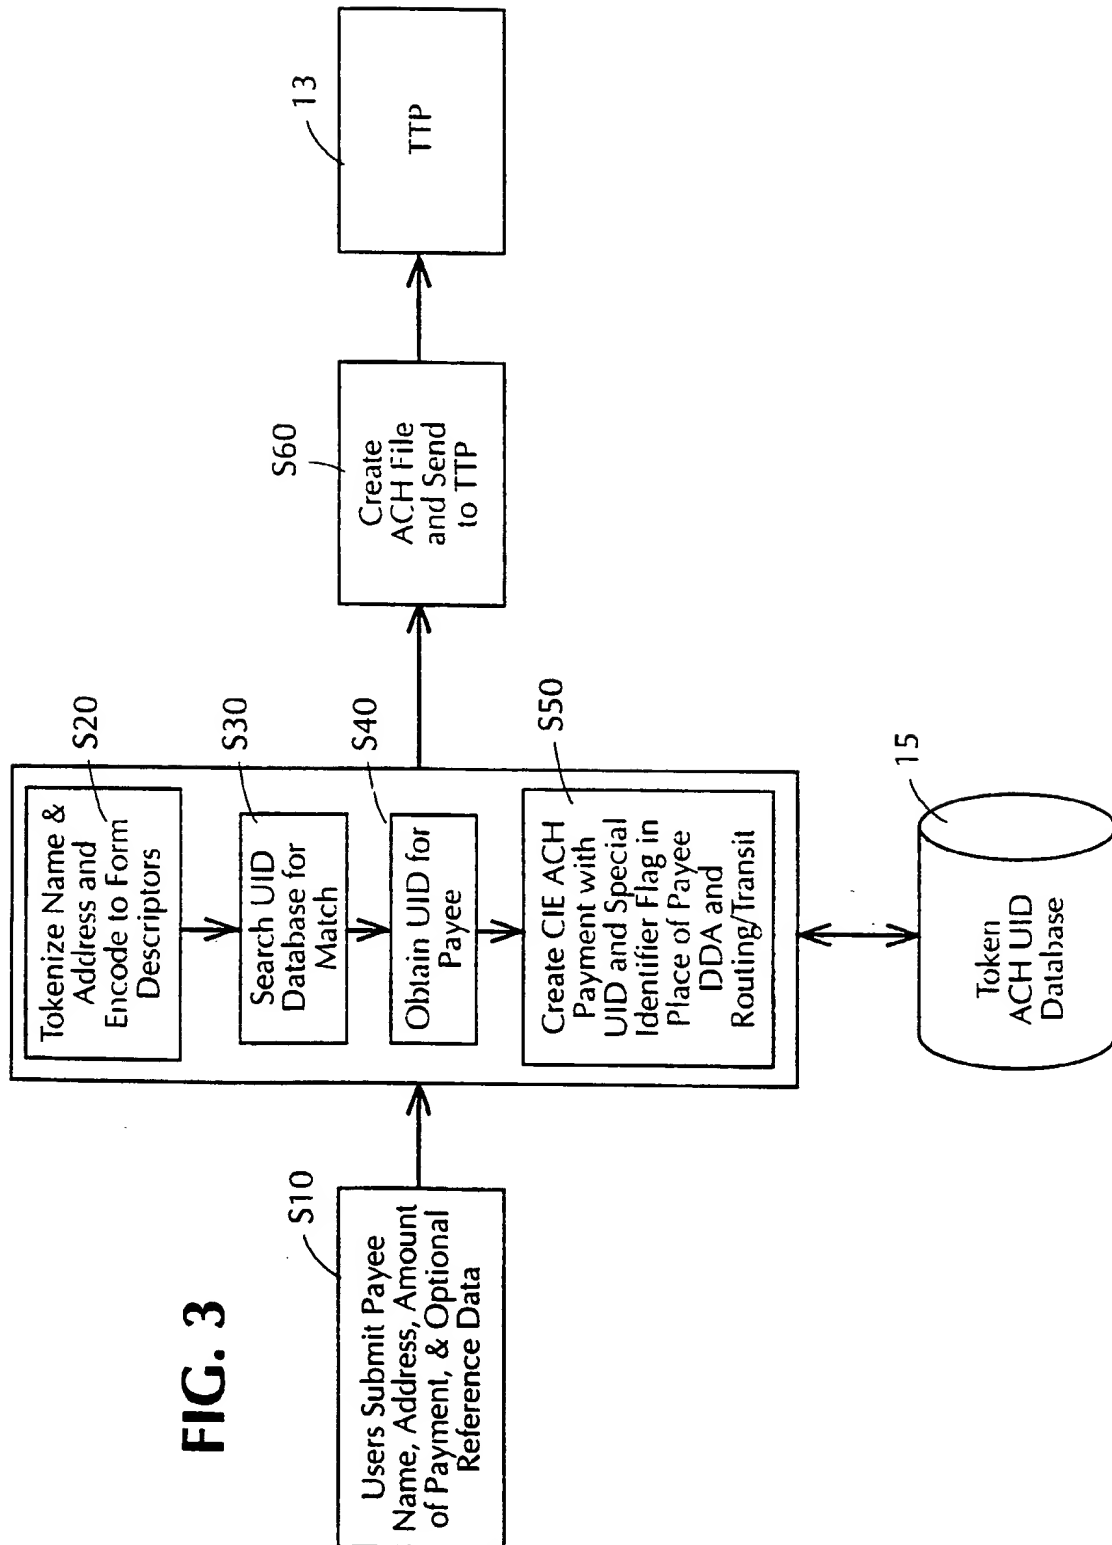 FIG. 3
S10
Users Submit Payee
Name, Address, Amount
of Payment, & Optional
Reference Data
S20
Tokenize Name &
Address and
Encode to Form
Descriptors
S30
Search UID
Database for
Match
S40
Obtain UID for
Payee
S50
Create CIE ACH
Payment with
UID and Special
Identifier Flag in
Place of Payee
DDA and
Routing/Transit
15
Token
ACH UID
Database
S60
Create
ACH File
and Send
to TTP
13
TTP